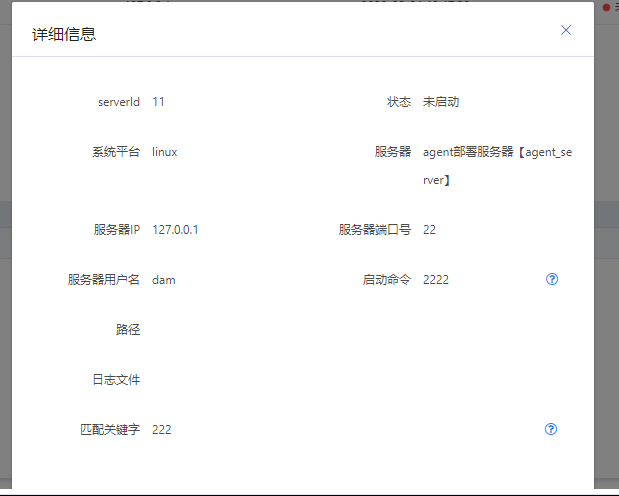 详细信息
serverId 11 状态 未启动
系统平台 linux 服务器 agent部署服务器【agent_se
rver】
服务器IP 127.0.0.1 服务器端口号 22
服务器用户名 dam 启动命令 2222
路径
日志文件
匹配关键字 222